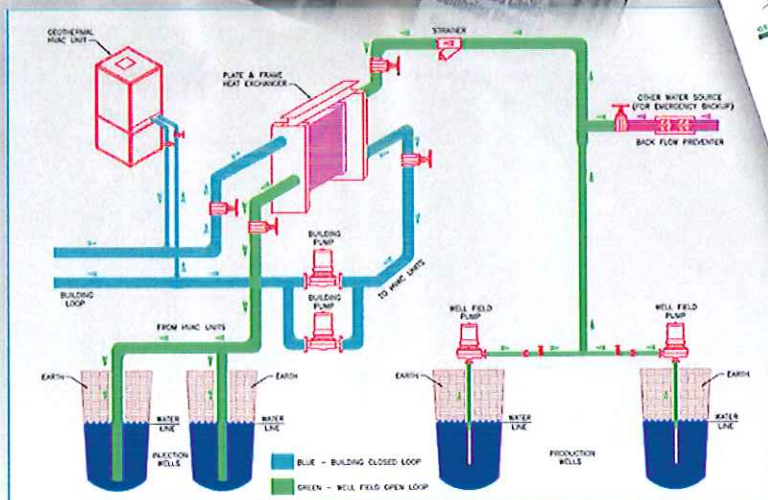 GEOTHERMAL
HVAC UNIT
STRAINER
PLATE & FRAME
HEAT EXCHANGER
OTHER WATER SOURCE
(FOR EMERGENCY BACKUP)
BACK FLOW PREVENTER
BUILDING
PUMP
BUILDING
PUMP
TO HVAC UNITS
BUILDING
LOOP
FROM HVAC UNITS
WELL FIELD
PUMP
WELL FIELD
PUMP
EARTH
EARTH
EARTH
EARTH
WATER
LINE
WATER
LINE
WATER
LINE
WATER
LINE
INJECTION
WELLS
PRODUCTION
WELLS
BLUE - BUILDING CLOSED LOOP
GREEN - WELL FIELD OPEN LOOP